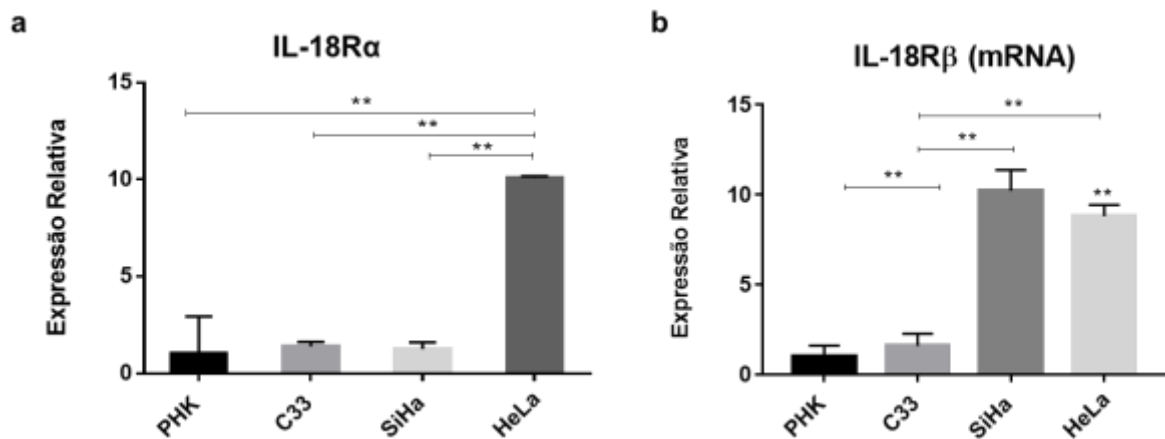 a
IL-18Rα
Expressão Relativa
15
10
5
0
**
**
**
PHK
C33
SiHa
HeLa
b
IL-18Rβ (mRNA)
Expressão Relativa
15
10
5
0
**
**
**
**
PHK
C33
SiHa
HeLa